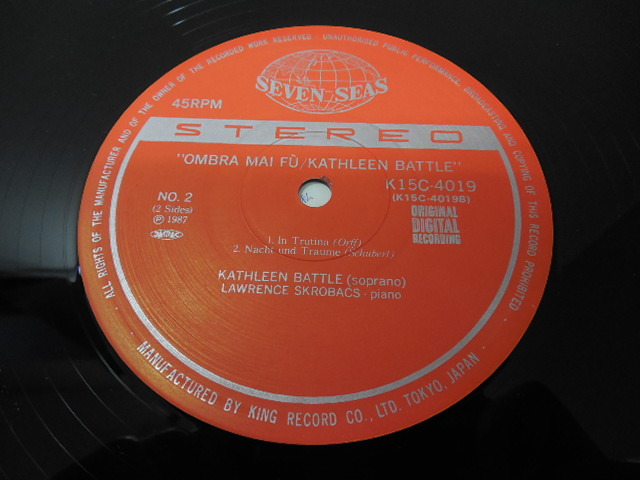 ALL RIGHTS OF THE MANUFACTURER AND OF THE OWNER OF THE RECORDED WORK RESERVED UNAUTHORISED PUBLIC PERFORMANCE, BROADCASTING AND COPYING OF THIS RECORD PROHIBITED.
SEVEN SEAS
45RPM
STEREO
"OMBRA MAI FÙ/KATHLEEN BATTLE"
K15C-4019
(K15C-4019B)
NO. 2
(2 Sides)
Ⓟ 1987
ORIGINAL
DIGITAL
RECORDING
1. In Trutina (Orff)
2. Nacht und Traume (Schubert)
KATHLEEN BATTLE (soprano)
LAWRENCE SKROBACS - piano
MANUFACTURED BY KING RECORD CO., LTD. TOKYO, JAPAN